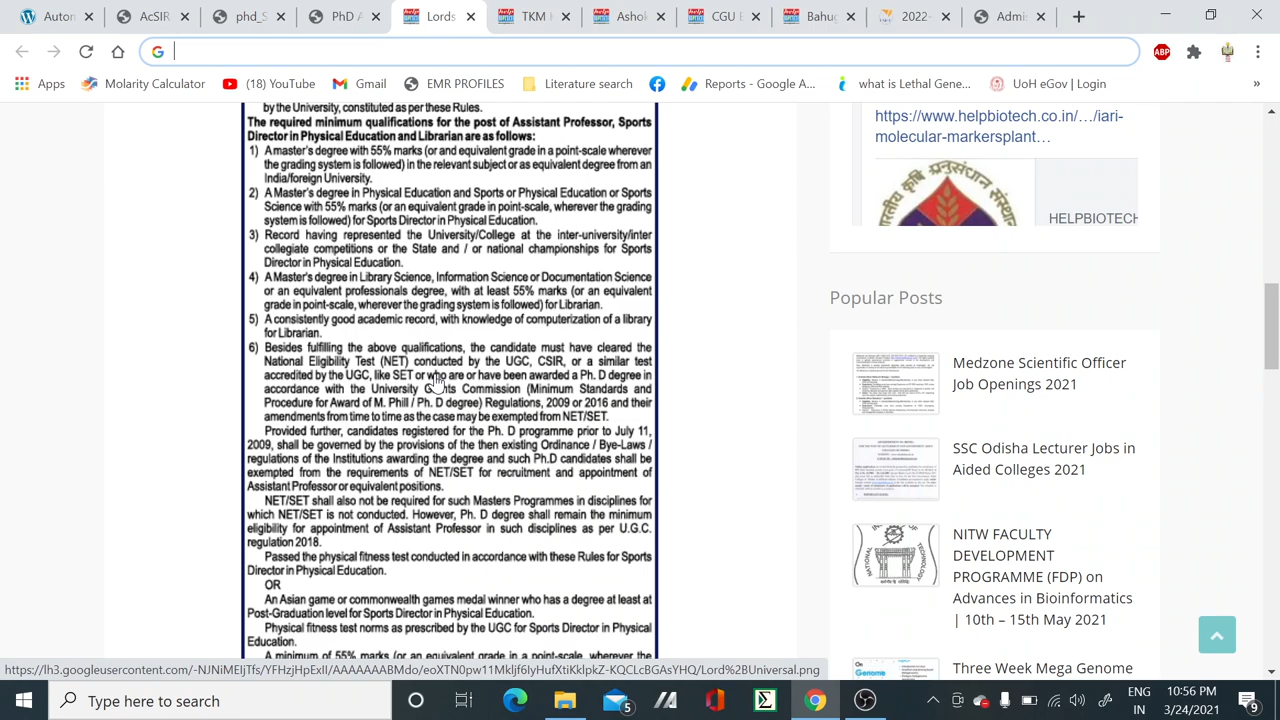 Auton
AcSIR
phd_S
Ph.D A
Lords
TKM K
Ashok
CGU B
Bahug
2022-
Admis
ABP
Apps
Molarity Calculator
(18) YouTube
Gmail
EMR PROFILES
Literature search
Reports - Google A...
what is Lethal Gene...
UoH eGov | Login
»
by the University, constituted as per these Rules.
The required minimum qualifications for the post of Assistant Professor, Sports
Director in Physical Education and Librarian are as follows:
1) A master's degree with 55% marks (or and equivalent grade in a point-scale wherever
the grading system is followed) in the relevant subject or as equivalent degree from an
India/foreign University.
2) A Master's degree in Physical Education and Sports or Physical Education or Sports
Science with 55% marks (or an equivalent grade in point-scale, wherever the grading
system is followed) for Sports Director in Physical Education.
3) Record having represented the University/College at the inter-university/inter
collegiate competitions or the State and / or national championships for Sports
Director in Physical Education.
4) A Master's degree in Library Science, Information Science or Documentation Science
or an equivalent professionals degree, with at least 55% marks (or an equivalent
grade in point-scale, wherever the grading system is followed) for Librarian.
5) A consistently good academic record, with knowledge of computerization of a library
for Librarian.
6) Besides fulfilling the above qualifications, the candidate must have cleared the
National Eligibility Test (NET) conducted by the UGC, CSIR, or a similar test
accredited by the UGC, like SET or who are or have been awarded a Ph. D degree in
accordance with the University Grants Commission (Minimum Standards and
Procedure for Award of M. Phill / Ph. D degree) Regulations, 2009 or 2016 and their
amendments from time to time as the case may be exempted from NET/SET.
Provided further, candidates registered for the Ph. D programme prior to July 11,
2009, shall be governed by the provisions of the then existing Ordinance / Bye-Laws /
Regulations of the Institution awarding the degree and such Ph.D candidates shall be
exempted from the requirements of NET/SET for recruitment and appointment of
Assistant Professor or equivalent positions.
NET/SET shall also not be required for such Masters Programmes in disciplines for
which NET/SET is not conducted. However, Ph. D degree shall remain the minimum
eligibility for appointment of Assistant Professor in such disciplines as per U.G.C.
regulation 2018.
Passed the physical fitness test conducted in accordance with these Rules for Sports
Director in Physical Education.
OR
An Asian game or commonwealth games medal winner who has a degree at least at
Post-Graduation level for Sports Director in Physical Education.
Physical fitness test norms as prescribed by the UGC for Sports Director in Physical
Education.
A minimum of 55% marks (or an equivalent grade in a point-scale, wherever the
https://www.helpbiotech.co.in/…/iari-
molecular-markersplant…
HELPBIOTECH
Popular Posts
Medzone Scientific Officer
Job Openings 2021
SSC Odisha Lecturer Jobs in
Aided Colleges 2021
NITW FACULTY
DEVELOPMENT
PROGRAMME (FDP) on
Advances in Bioinformatics
| 10th – 15th May 2021
Three Week Mega Genome
Type here to search
5
ENG
IN
10:56 PM
3/24/2021
9